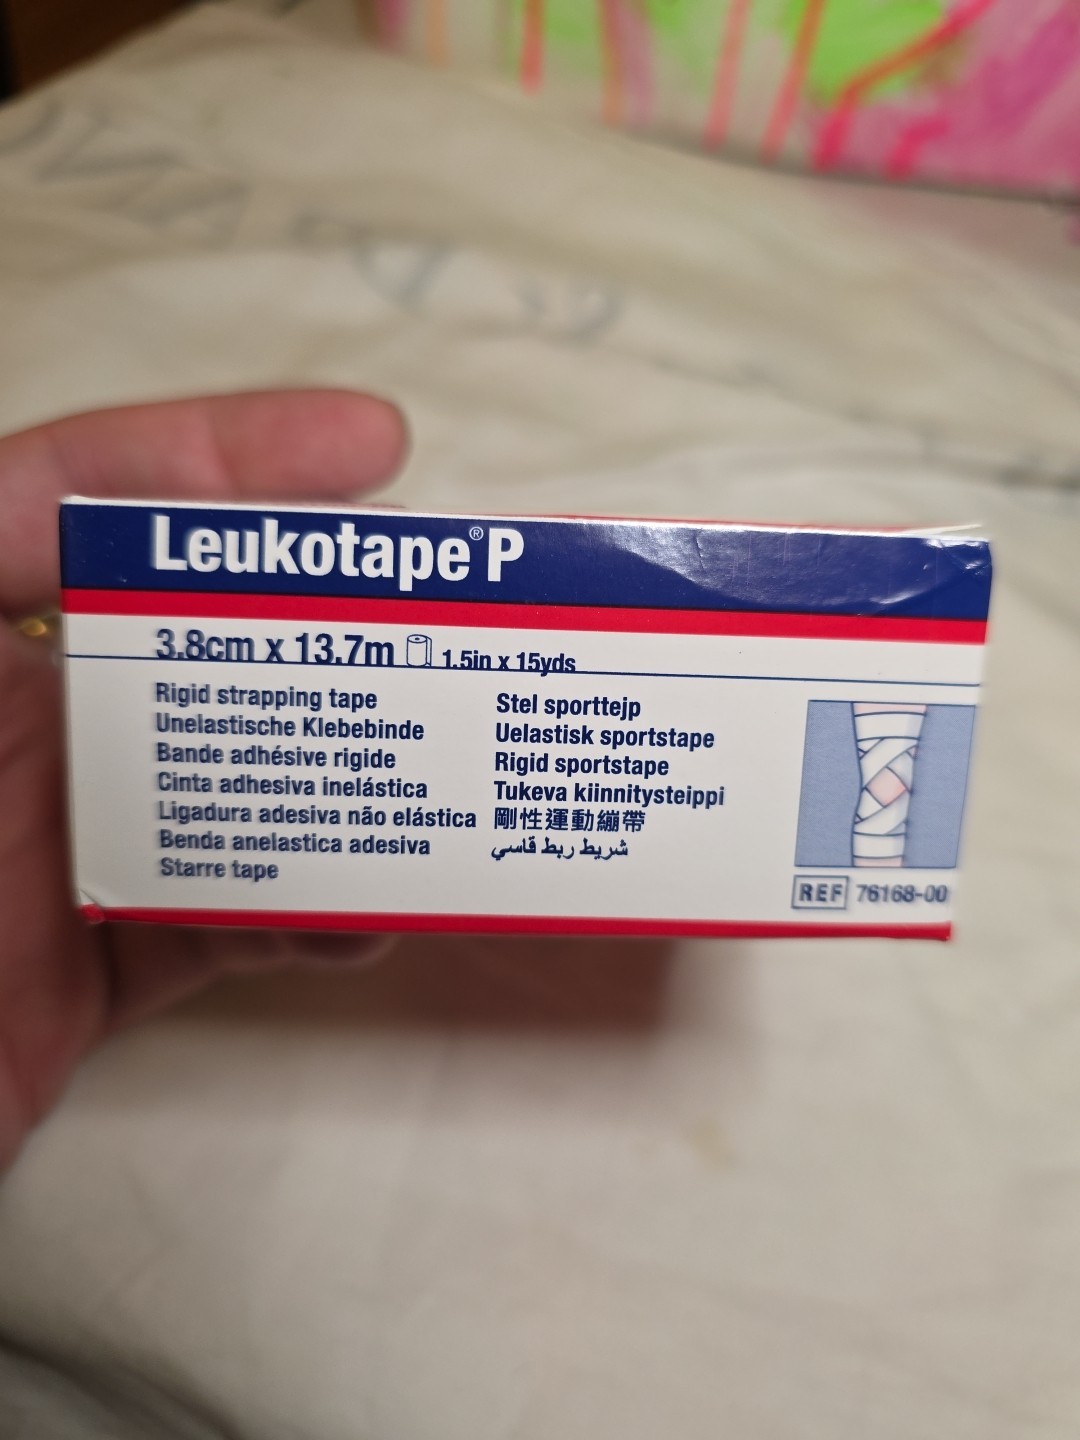 Leukotape® P
3.8cm x 13.7m 1.5in x 15yds
Rigid strapping tape
Unelastische Klebebinde
Bande adhésive rigide
Cinta adhesiva inelástica
Ligadura adesiva não elástica
Benda anelastica adesiva
Starre tape
Stel sporttejp
Uelastisk sportstape
Rigid sportstape
Tukeva kiinnitysteippi
剛性運動繃帶
شريط ربط قاسي
REF 76168-00